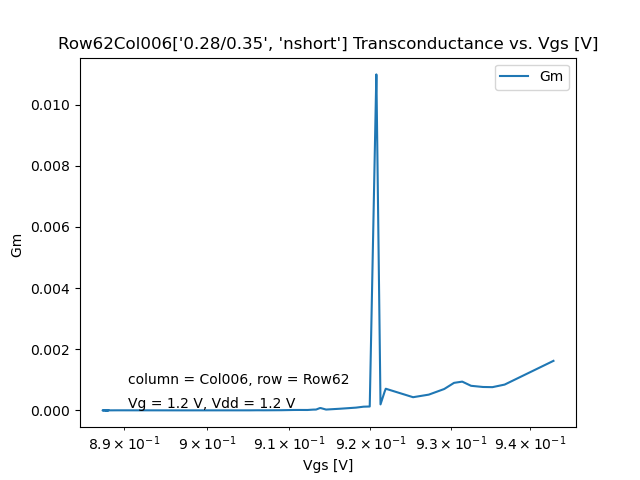 Row62Col006['0.28/0.35', 'nshort'] Transconductance vs. Vgs [V]
Gm
0.010
0.008
0.006
0.004
0.002
0.000
Gm
column = Col006, row = Row62
Vg = 1.2 V, Vdd = 1.2 V
8.9 × 10⁻¹ 9 × 10⁻¹ 9.1 × 10⁻¹ 9.2 × 10⁻¹ 9.3 × 10⁻¹ 9.4 × 10⁻¹
Vgs [V]